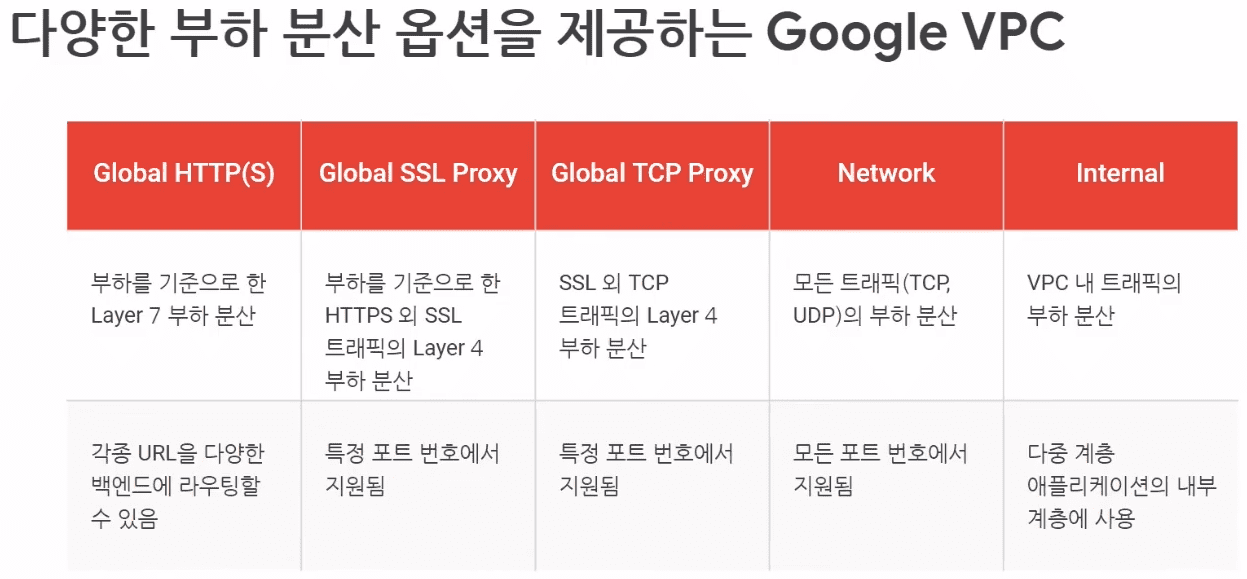 다양한 부하 분산 옵션을 제공하는 Google VPC
Global HTTP(S)
Global SSL Proxy
Global TCP Proxy
Network
Internal
부하를 기준으로 한
Layer 7 부하 분산
부하를 기준으로 한
HTTPS 외 SSL
트래픽의 Layer 4
부하 분산
SSL 외 TCP
트래픽의 Layer 4
부하 분산
모든 트래픽(TCP,
UDP)의 부하 분산
VPC 내 트래픽의
부하 분산
각종 URL을 다양한
백엔드에 라우팅할
수 있음
특정 포트 번호에서
지원됨
특정 포트 번호에서
지원됨
모든 포트 번호에서
지원됨
다중 계층
애플리케이션의 내부
계층에 사용